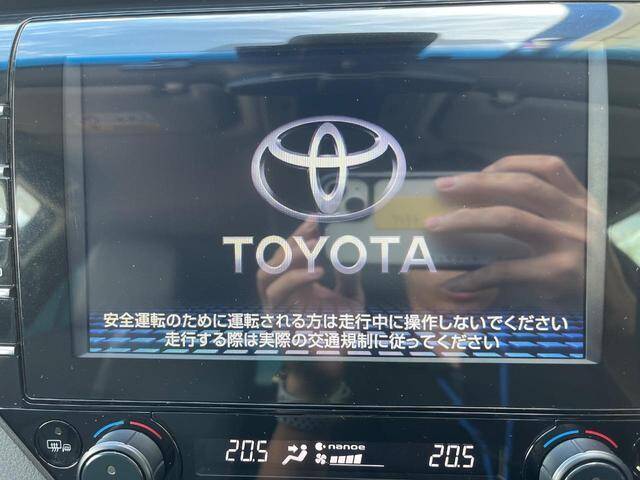 TOYOTA
安全運転のために運転される方は走行中に操作しないでください
走行する際は実際の交通規制に従ってください
20.5 nanoe 20.5